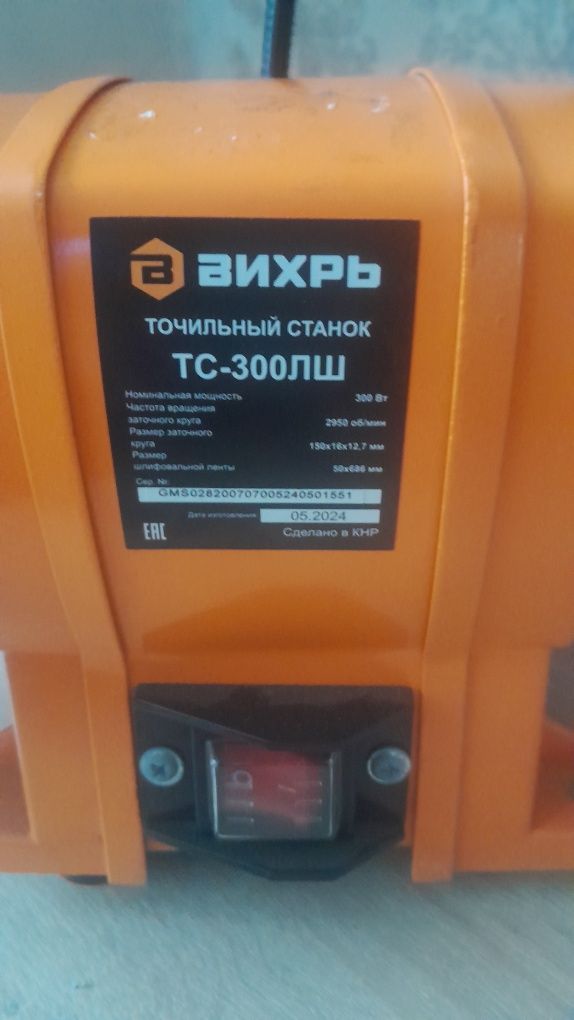 ВИХРЬ
ТОЧИЛЬНЫЙ СТАНОК
ТС-300ЛШ
Номинальная мощность 300 Вт
Частота вращения
заточного круга 2950 об/мин
Размер заточного
круга 150x16x12,7 мм
Размер
шлифовальной ленты 50x686 мм
Сер. №:
GMS028200707005240501551
Дата изготовления 05.2024
EAC Сделано в КНР